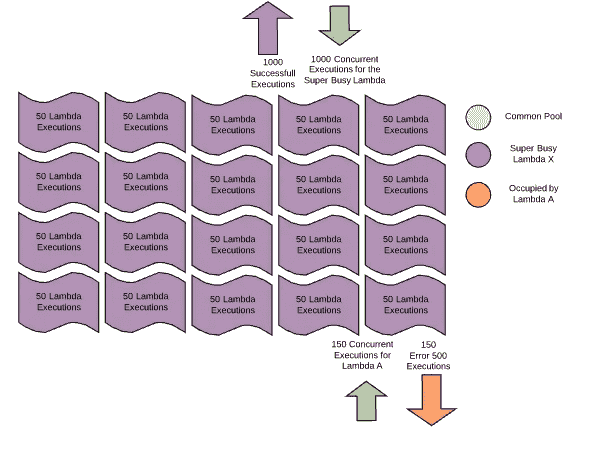 1000
Successfull
Executions
1000 Concurrent
Executions for the
Super Busy Lambda
50 Lambda
Executions
50 Lambda
Executions
50 Lambda
Executions
50 Lambda
Executions
50 Lambda
Executions
50 Lambda
Executions
50 Lambda
Executions
50 Lambda
Executions
50 Lambda
Executions
50 Lambda
Executions
50 Lambda
Executions
50 Lambda
Executions
50 Lambda
Executions
50 Lambda
Executions
50 Lambda
Executions
50 Lambda
Executions
50 Lambda
Executions
50 Lambda
Executions
50 Lambda
Executions
50 Lambda
Executions
Common Pool
Super Busy
Lambda X
Occupied by
Lambda A
150 Concurrent
Executions for
Lambda A
150
Error 500
Executions